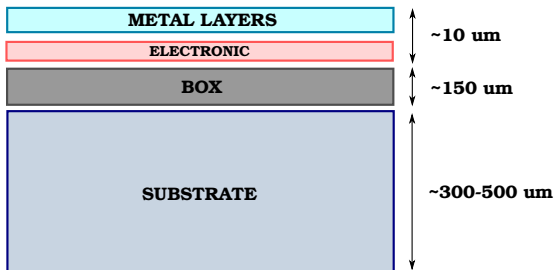 METAL LAYERS
~10 um
ELECTRONIC
BOX
~150 um
SUBSTRATE
~300-500 um